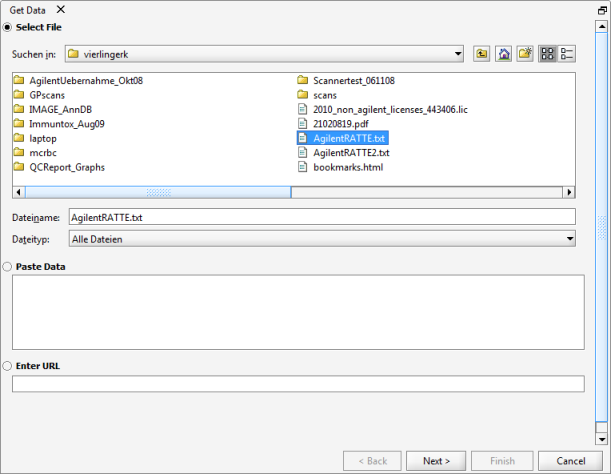 Get Data
Select File
Suchen in: vierlingerk
AgilentUebernahme_Okt08
GPscans
IMAGE_AnnDB
Immuntox_Aug09
laptop
mcrbc
QCReport_Graphs
Scannertest_061108
scans
2010_non_agilent_licenses_443406.lic
21020819.pdf
AgilentRATTE.txt
AgilentRATTE2.txt
bookmarks.html
Dateiname: AgilentRATTE.txt
Dateityp: Alle Dateien
Paste Data
Enter URL
< Back Next > Finish Cancel